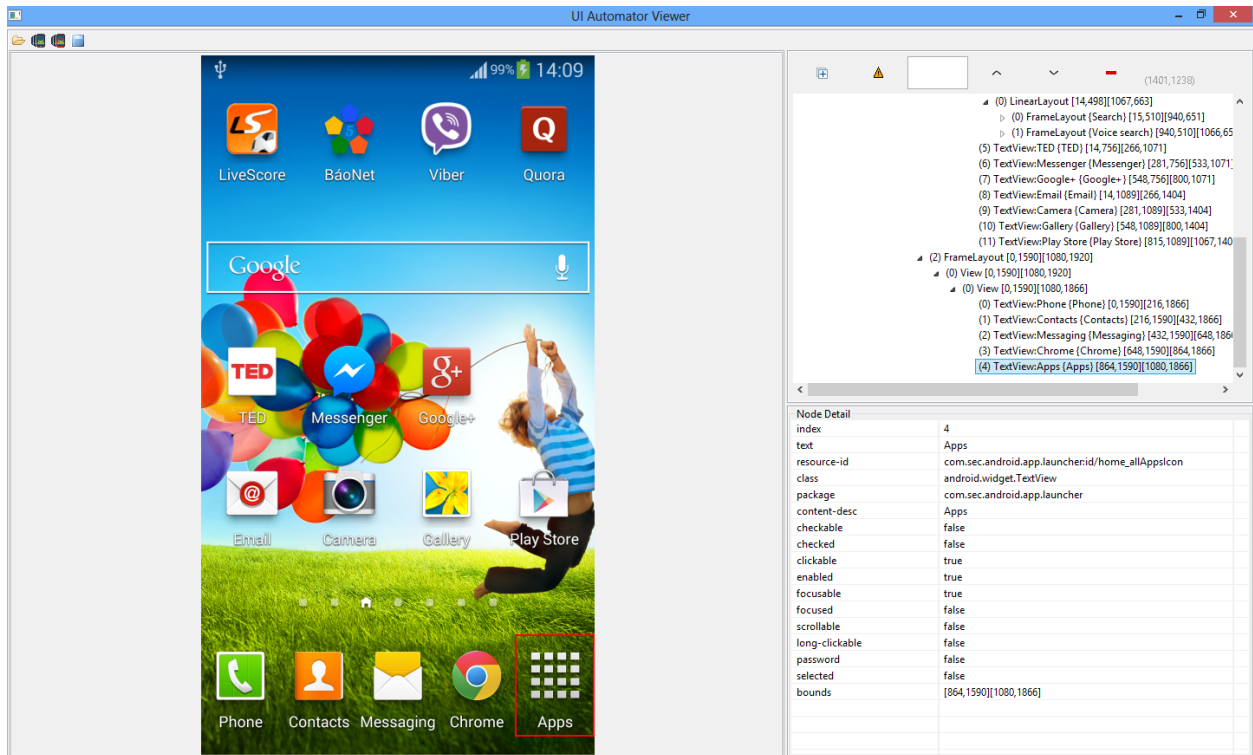 UI Automator Viewer
99% 14:09
LS
5
Q
LiveScore BáoNet Viber Quora
Google
TED
g+
TED Messenger Google+
@
Email Camera Gallery Play Store
Phone Contacts Messaging Chrome Apps
(1401,1238)
(0) LinearLayout [14,498][1067,663]
(0) FrameLayout {Search} [15,510][940,651]
(1) FrameLayout {Voice search} [940,510][1066,65
(5) TextView:TED {TED} [14,756][266,1071]
(6) TextView:Messenger {Messenger} [281,756][533,1071]
(7) TextView:Google+ {Google+} [548,756][800,1071]
(8) TextView:Email {Email} [14,1089][266,1404]
(9) TextView:Camera {Camera} [281,1089][533,1404]
(10) TextView:Gallery {Gallery} [548,1089][800,1404]
(11) TextView:Play Store {Play Store} [815,1089][1067,140
(2) FrameLayout [0,1590][1080,1920]
(0) View [0,1590][1080,1920]
(0) View [0,1590][1080,1866]
(0) TextView:Phone {Phone} [0,1590][216,1866]
(1) TextView:Contacts {Contacts} [216,1590][432,1866]
(2) TextView:Messaging {Messaging} [432,1590][648,186
(3) TextView:Chrome {Chrome} [648,1590][864,1866]
(4) TextView:Apps {Apps} [864,1590][1080,1866]
Node Detail
index 4
text Apps
resource-id com.sec.android.app.launcher:id/home_allAppsIcon
class android.widget.TextView
package com.sec.android.app.launcher
content-desc Apps
checkable false
checked false
clickable true
enabled true
focusable true
focused false
scrollable false
long-clickable false
password false
selected false
bounds [864,1590][1080,1866]